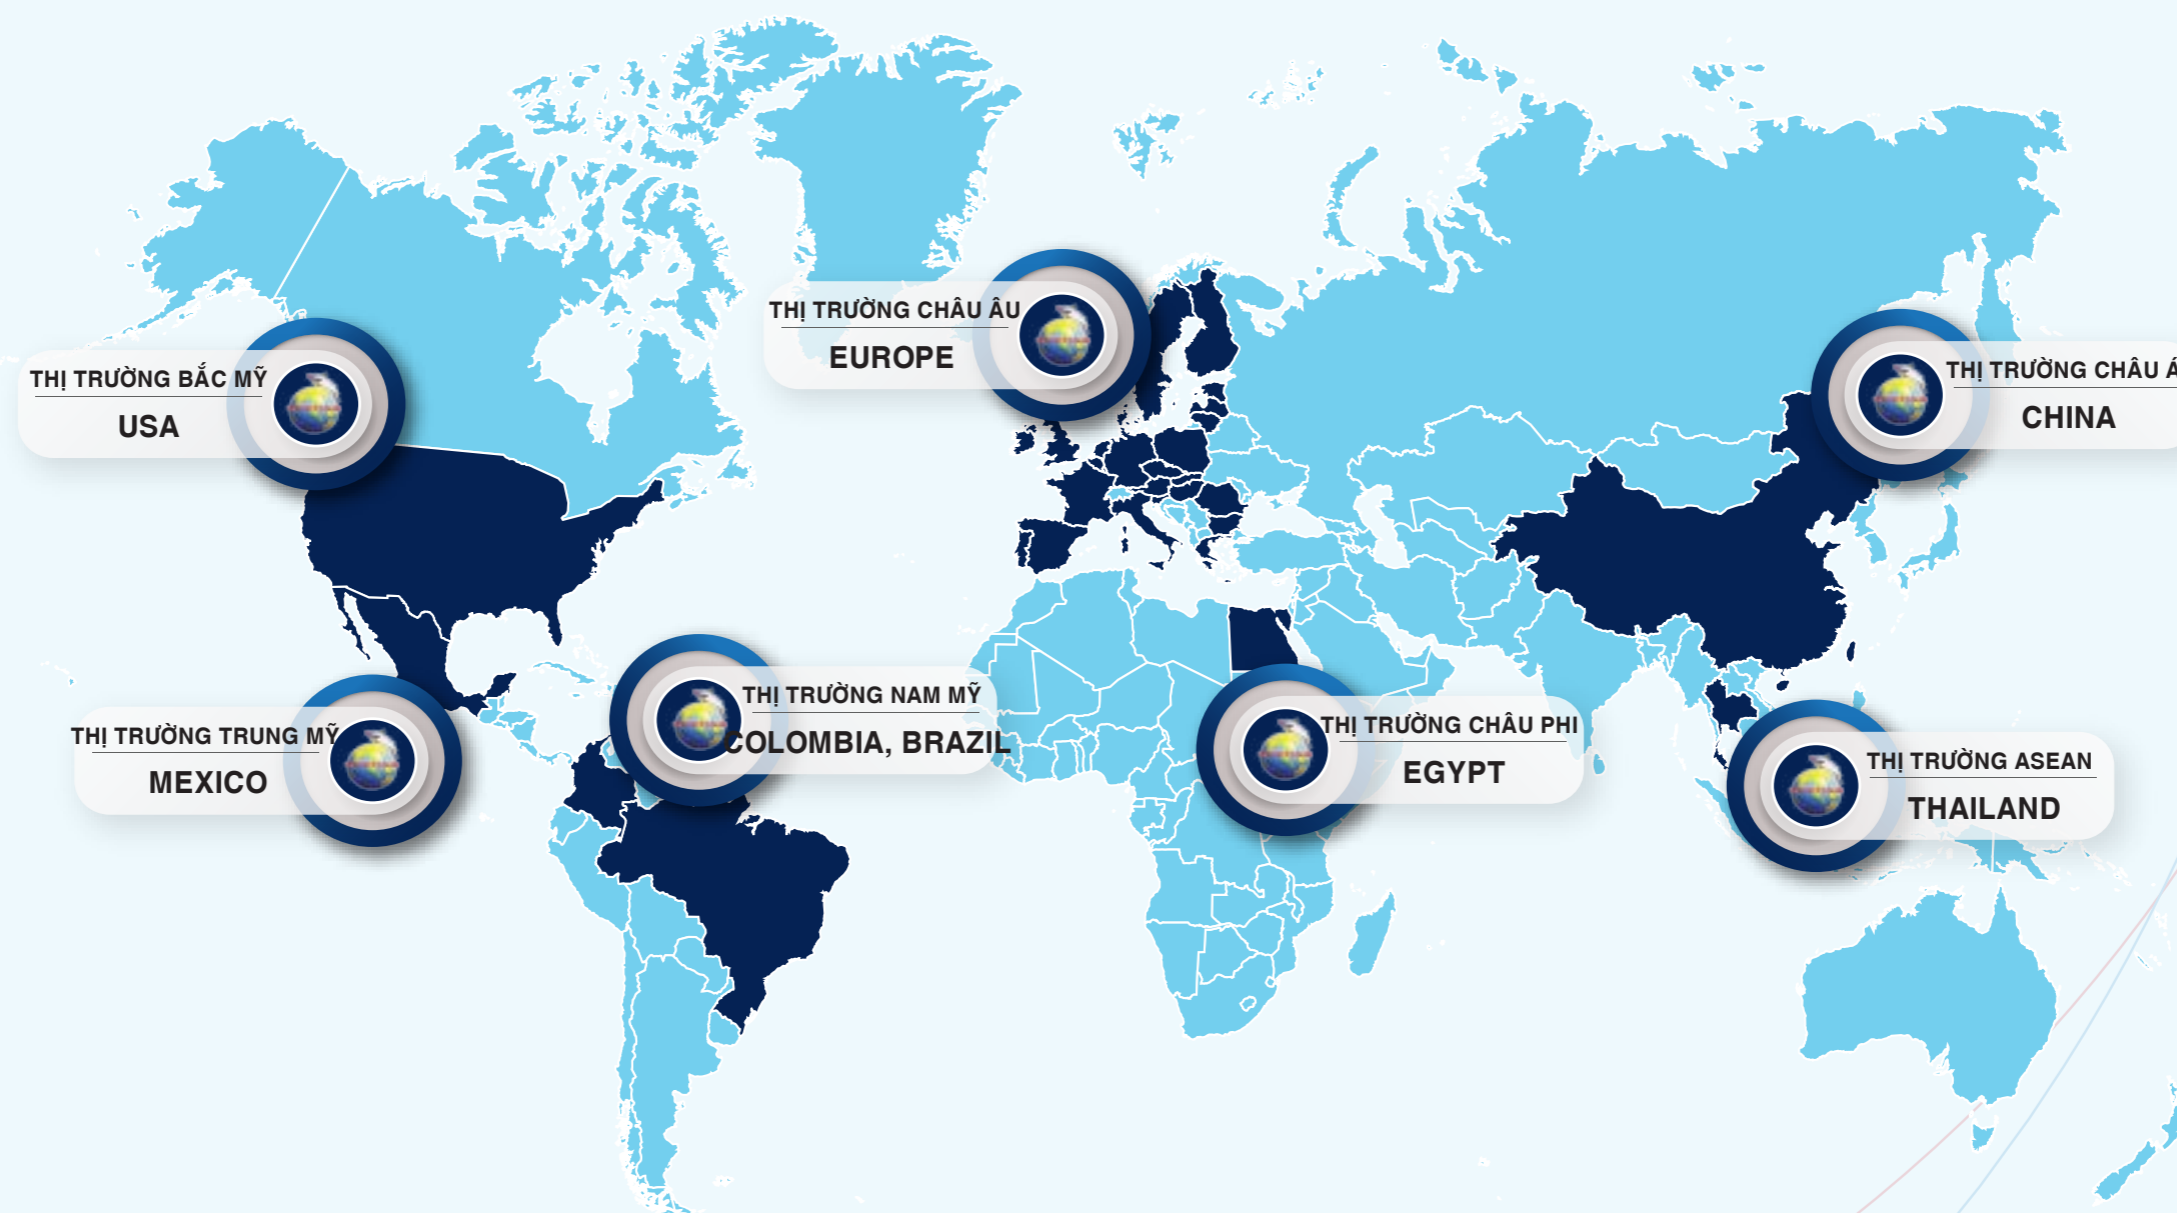 THỊ TRƯỜNG CHÂU ÂU
EUROPE
THỊ TRƯỜNG BẮC MỸ
USA
THỊ TRƯỜNG CHÂU Á
CHINA
THỊ TRƯỜNG NAM MỸ
COLOMBIA, BRAZIL
THỊ TRƯỜNG TRUNG MỸ
MEXICO
THỊ TRƯỜNG CHÂU PHI
EGYPT
THỊ TRƯỜNG ASEAN
THAILAND